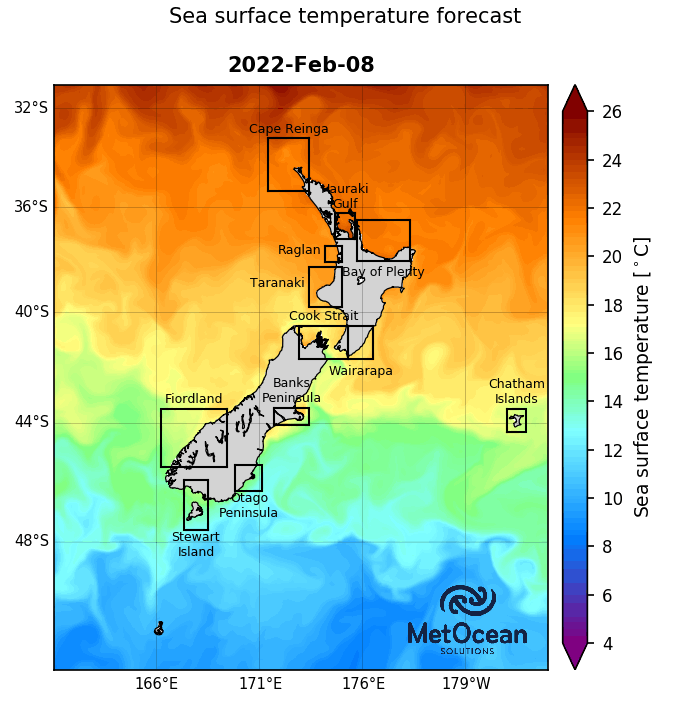 Sea surface temperature forecast
2022-Feb-08
32°S
36°S
40°S
44°S
48°S
166°E
171°E
176°E
179°W
Cape Reinga
Hauraki
Gulf
Raglan
Bay of Plenty
Taranaki
Cook Strait
Wairarapa
Banks
Peninsula
Fiordland
Chatham
Islands
Otago
Peninsula
Stewart
Island
MetOcean
SOLUTIONS
26
24
22
20
18
16
14
12
10
8
6
4
Sea surface temperature [°C]